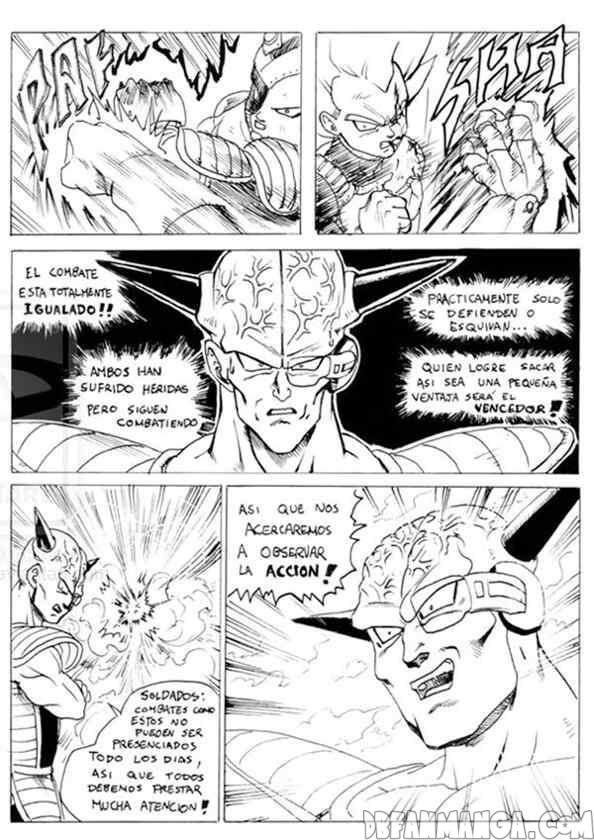 PAF
SHA
EL COMBATE
ESTA TOTALMENTE
IGUALADO!!
AMBOS HAN
SUFRIDO HERIDAS
PERO SIGUEN
COMBATIENDO
PRACTICAMENTE SOLO
SE DEFIENDEN O
ESQUIVAN...
QUIEN LOGRE SACAR
ASI SEA UNA PEQUEÑA
VENTAJA SERÁ EL
VENCEDOR!
SOLDADOS:
COMBATES COMO
ESTOS NO
PUEDEN SER
PRESENCIADOS
TODO LOS DIAS,
ASI QUE TODOS
DEBEMOS PRESTAR
MUCHA ATENCION!
ASI QUE NOS
ACERCAREMOS
A OBSERVAR
LA ACCION!
DBFANMANGA.COM